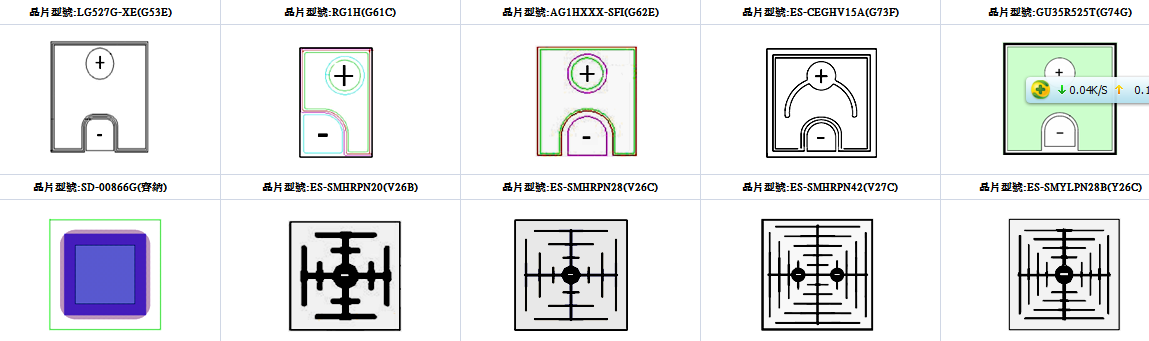 晶片型號:LG527G-XE(G53E)
晶片型號:RG1H(G61C)
晶片型號:AG1HXXX-SFI(G62E)
晶片型號:ES-CEGHV15A(G73F)
晶片型號:GU35R525T(G74G)
+
-
+
-
+
-
+
-
+
-
↓0.04K/S ↑ 0.1
晶片型號:SD-00866G(齊納)
晶片型號:ES-SMHRPN20(V26B)
晶片型號:ES-SMHRPN28(V26C)
晶片型號:ES-SMHRPN42(V27C)
晶片型號:ES-SMYLPN28B(Y26C)
-
-
-
-
-